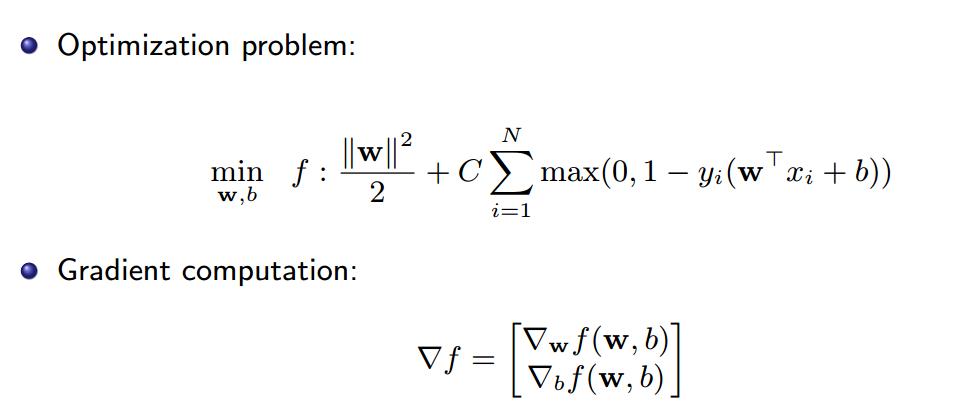 Optimization problem:
min_{w,b} f : ‖w‖²/2 + C ∑_{i=1}^{N} max(0, 1 − y_i(w^⊤ x_i + b))
Gradient computation:
∇f = [∇_w f(w, b)
∇_b f(w, b)]